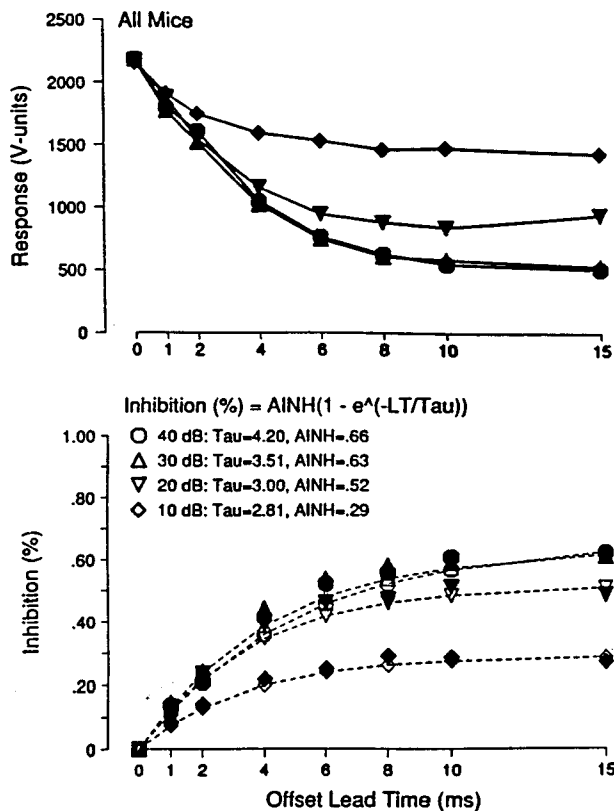 All Mice
2500
2000
1500
1000
500
0
Response (V-units)
0 1 2 4 6 8 10 15
Inhibition (%) = AINH(1 - e^(-LT/Tau))
40 dB: Tau=4.20, AINH=.66
30 dB: Tau=3.51, AINH=.63
20 dB: Tau=3.00, AINH=.52
10 dB: Tau=2.81, AINH=.29
1.00
.80
.60
.40
.20
0
Inhibition (%)
0 1 2 4 6 8 10 15
Offset Lead Time (ms)